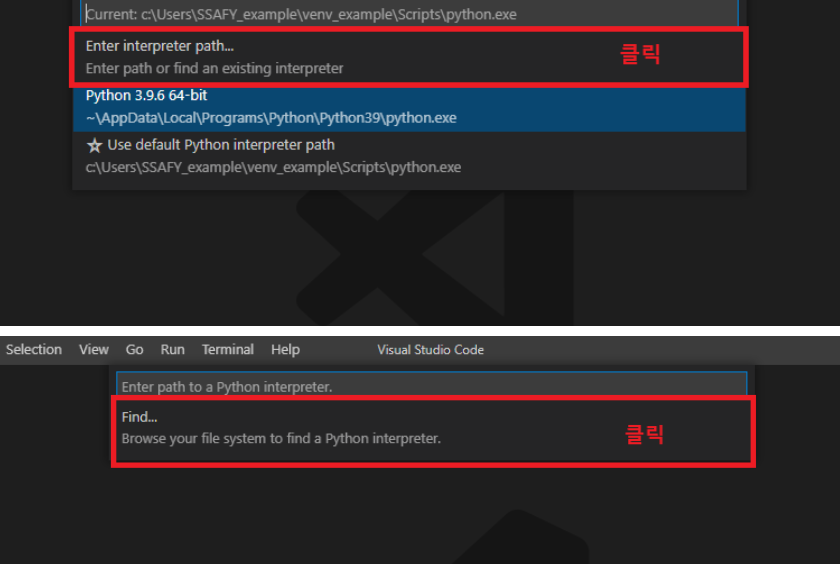 Current: c:\Users\SSAFY_example\venv_example\Scripts\python.exe
Enter interpreter path...
클릭
Enter path or find an existing interpreter
Python 3.9.6 64-bit
~\AppData\Local\Programs\Python\Python39\python.exe
☆ Use default Python interpreter path
c:\Users\SSAFY_example\venv_example\Scripts\python.exe
Selection View Go Run Terminal Help Visual Studio Code
Enter path to a Python interpreter.
Find...
Browse your file system to find a Python interpreter.
클릭